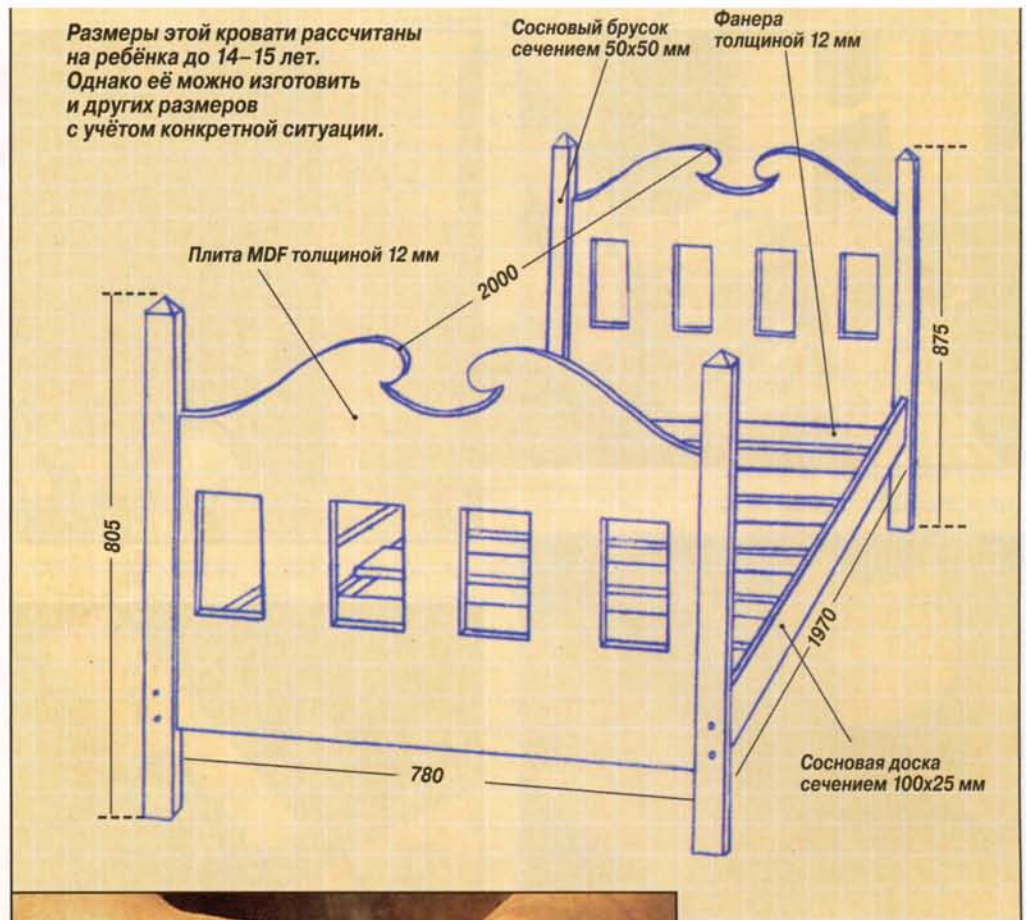 Размеры этой кровати рассчитаны
на ребёнка до 14–15 лет.
Однако её можно изготовить
и других размеров
с учётом конкретной ситуации.
Сосновый брусок
сечением 50х50 мм
Фанера
толщиной 12 мм
Плита MDF толщиной 12 мм
2000
875
805
1970
780
Сосновая доска
сечением 100х25 мм